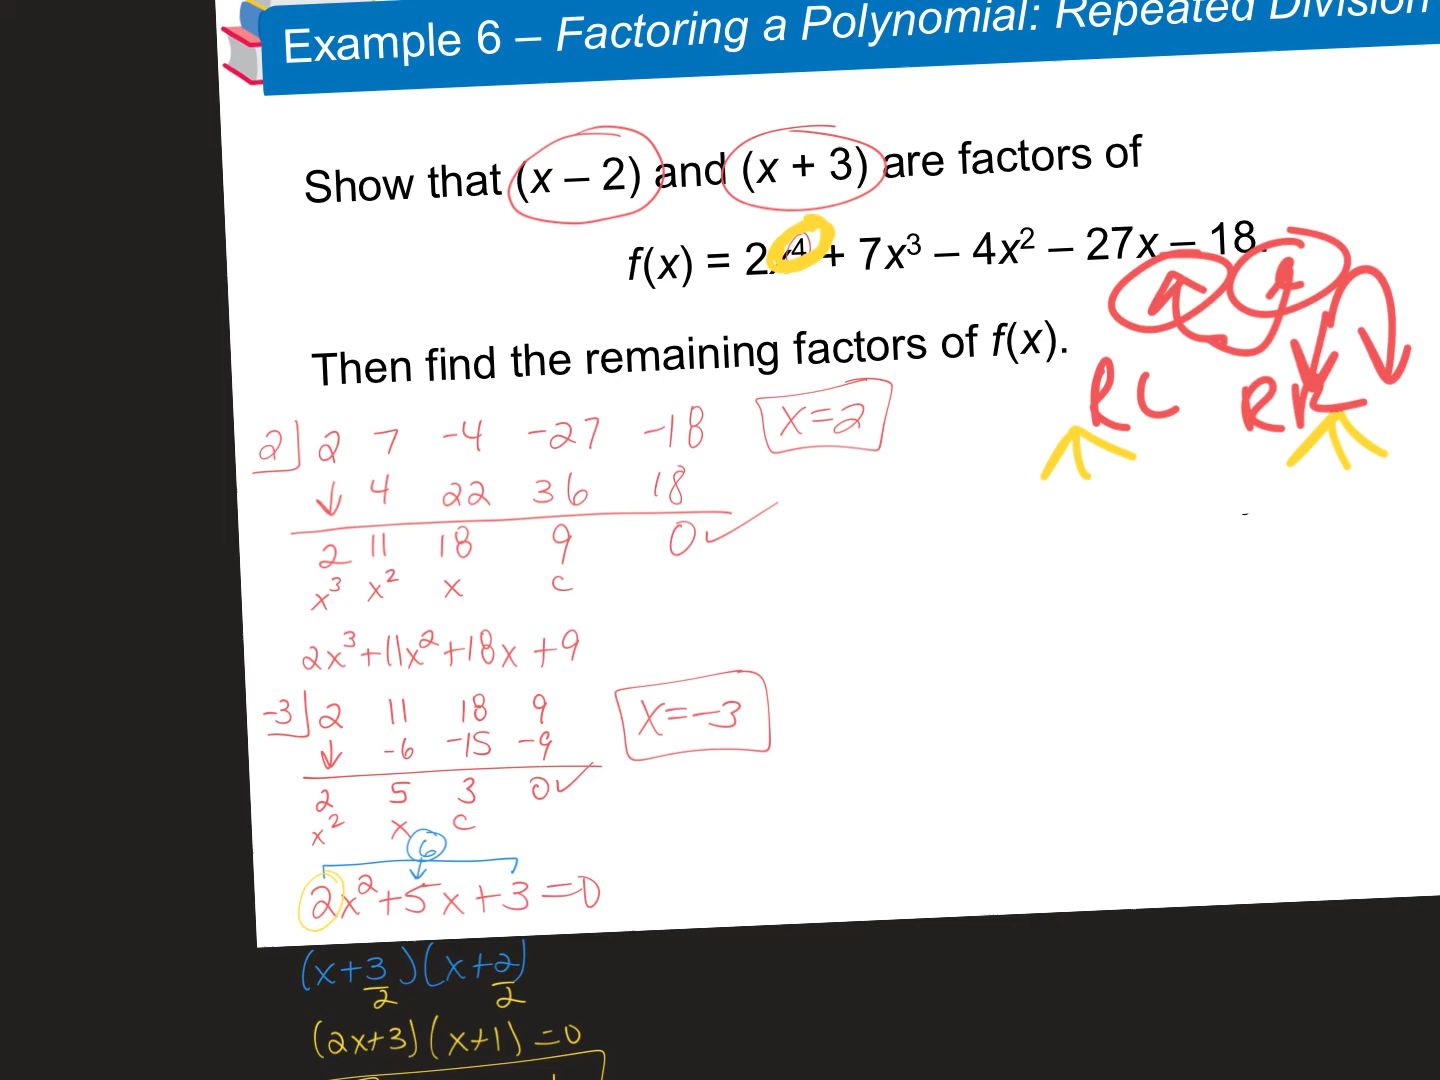 Example 6 – Factoring a Polynomial: Repeated Division
Show that (x – 2) and (x + 3) are factors of
f(x) = 2x⁴ + 7x³ – 4x² – 27x – 18.
Then find the remaining factors of f(x).
RC
2| 2 7 -4 -27 -18 x=2
↓ 4 22 36 18
2 11 18 9 0✓
x³ x² x c
2x³+11x²+18x+9
-3| 2 11 18 9 x=-3
↓ -6 -15 -9
2 5 3 0✓
x² x c
6
2x²+5x+3=0
(x+3/2)(x+2/2)
(2x+3)(x+1)=0